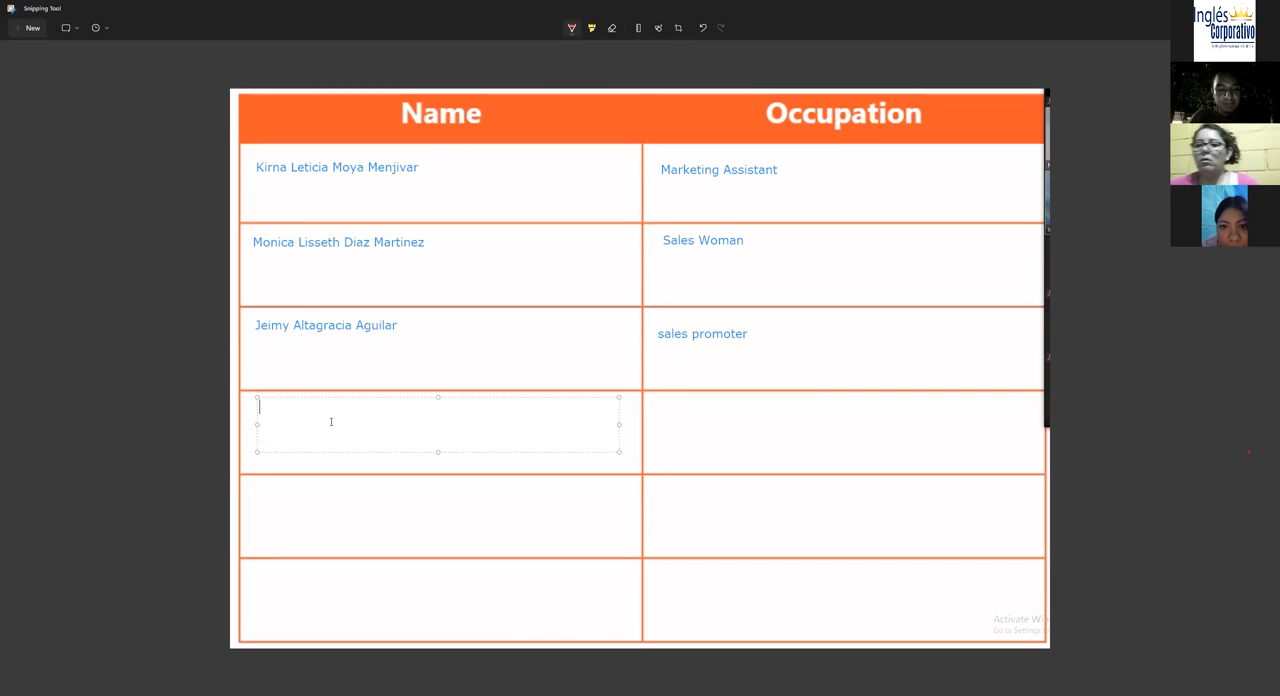 Snipping Tool
New
Inglés
Corporativo
Name
Occupation
Kirna Leticia Moya Menjivar
Marketing Assistant
Monica Lisseth Diaz Martinez
Sales Woman
Jeimy Altagracia Aguilar
sales promoter
Activate Wi
Go to Settings t